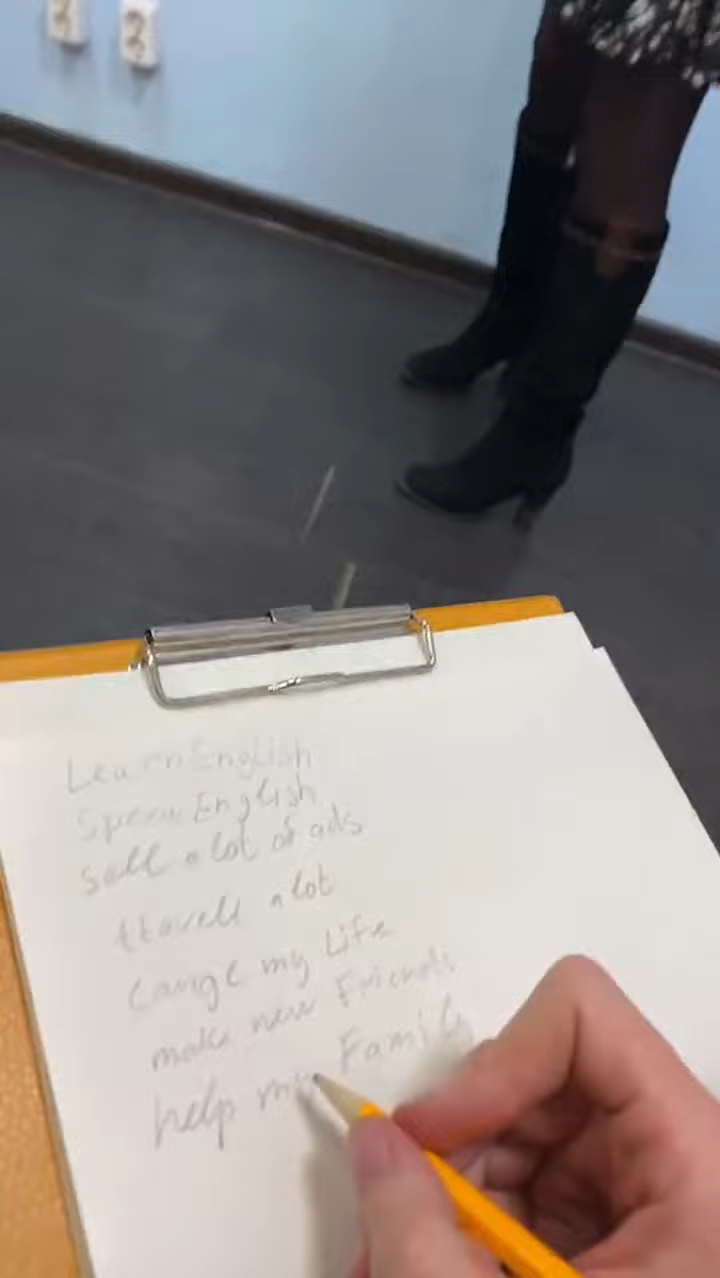 Learn English
Speak English
sell a lot of ads
travell a lot
Cange my Life
make new Friends
help my Family